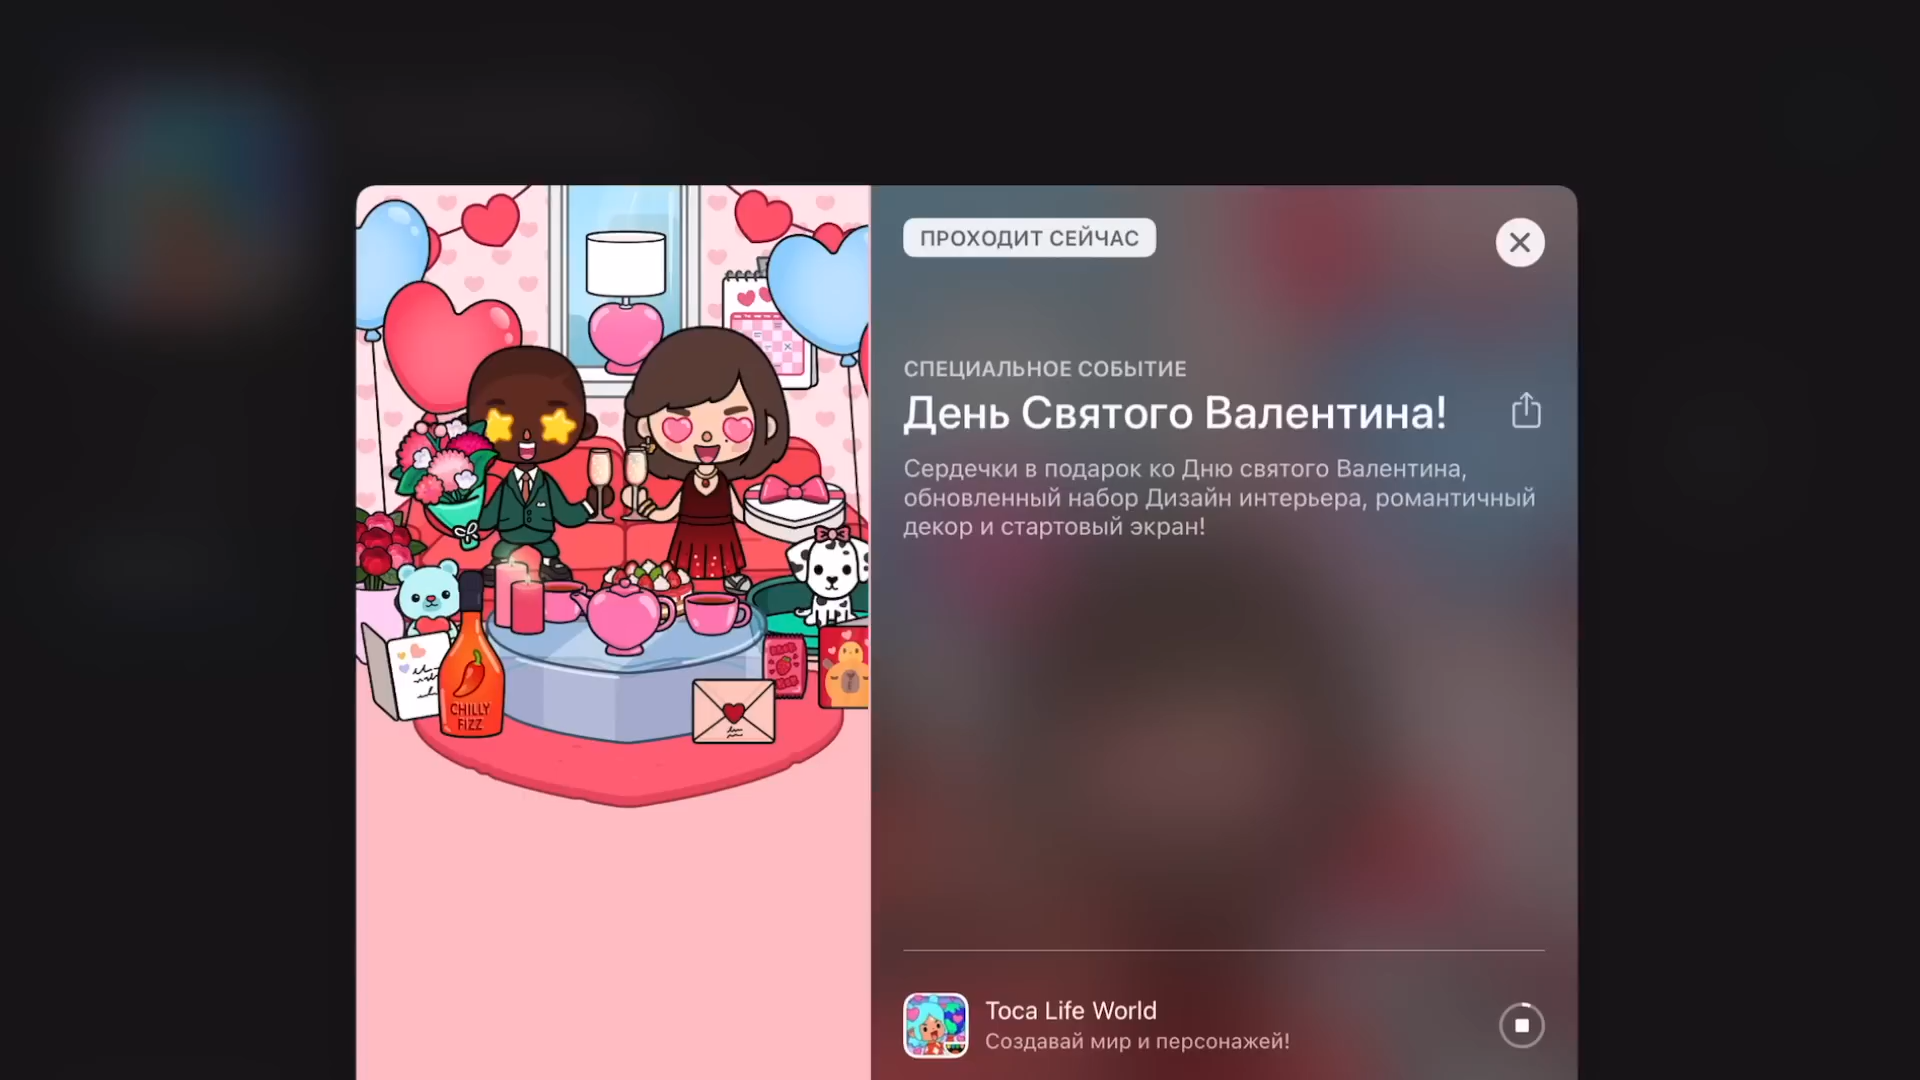 ПРОХОДИТ СЕЙЧАС
СПЕЦИАЛЬНОЕ СОБЫТИЕ
День Святого Валентина!
Сердечки в подарок ко Дню святого Валентина,
обновленный набор Дизайн интерьера, романтичный
декор и стартовый экран!
CHILLY
FIZZ
Toca Life World
Создавай мир и персонажей!